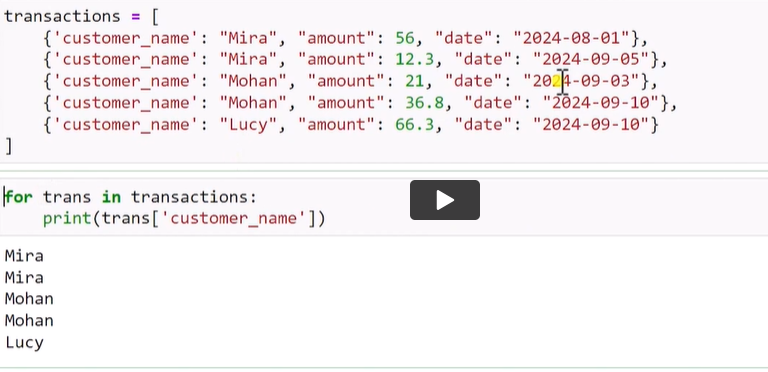 transactions = [
    {'customer_name': "Mira", "amount": 56, "date": "2024-08-01"},
    {'customer_name': "Mira", "amount": 12.3, "date": "2024-09-05"},
    {'customer_name': "Mohan", "amount": 21, "date": "2024-09-03"},
    {'customer_name': "Mohan", "amount": 36.8, "date": "2024-09-10"},
    {'customer_name': "Lucy", "amount": 66.3, "date": "2024-09-10"}
]
for trans in transactions:
    print(trans['customer_name'])
Mira
Mira
Mohan
Mohan
Lucy